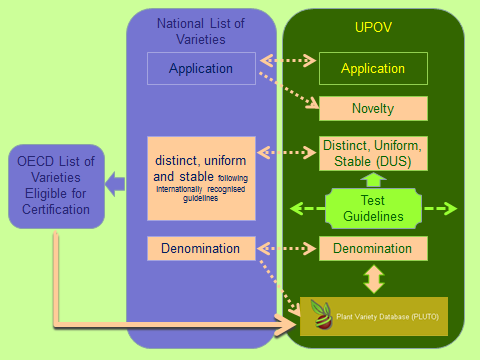 National List of
Varieties
UPOV
Application
Application
Novelty
OECD List of
Varieties
Eligible for
Certification
distinct, uniform
and stable following
internationally recognised
guidelines
Distinct, Uniform,
Stable (DUS)
Test
Guidelines
Denomination
Denomination
Plant Variety Database (PLUTO)